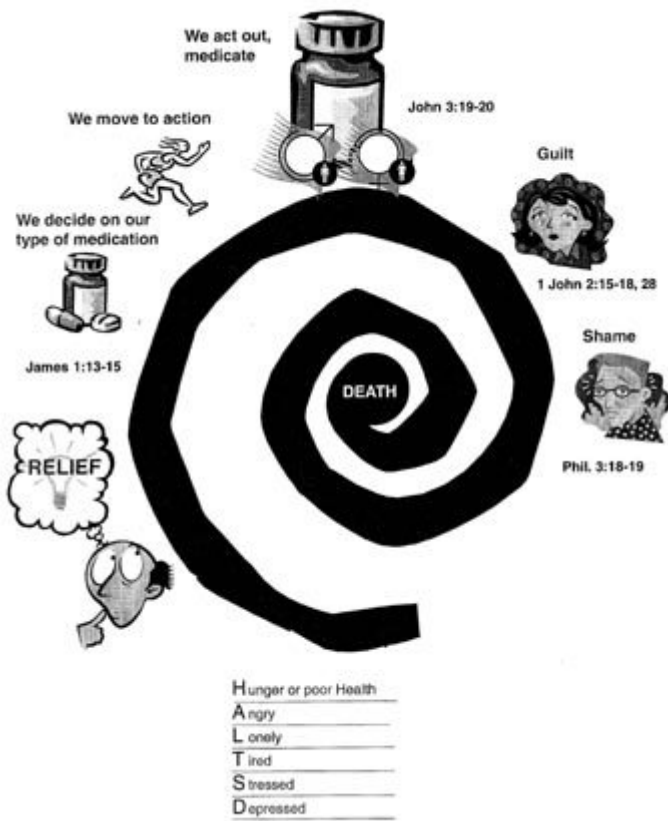 We act out,
medicate
John 3:19-20
We move to action
Guilt
We decide on our
type of medication
1 John 2:15-18, 28
Shame
James 1:13-15
DEATH
RELIEF
Phil. 3:18-19
Hunger or poor Health
Angry
Lonely
Tired
Stressed
Depressed